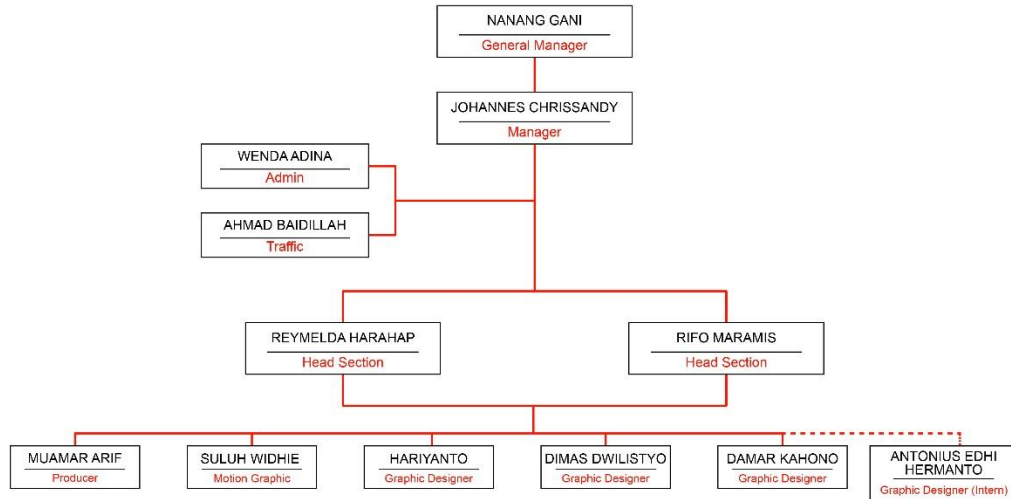 NANANG GANI
General Manager
JOHANNES CHRISSANDY
Manager
WENDA ADINA
Admin
AHMAD BAIDILLAH
Traffic
REYMELDA HARAHAP
Head Section
RIFO MARAMIS
Head Section
MUAMAR ARIF
Producer
SULUH WIDHIE
Motion Graphic
HARIYANTO
Graphic Designer
DIMAS DWILISTYO
Graphic Designer
DAMAR KAHONO
Graphic Designer
ANTONIUS EDHI
HERMANTO
Graphic Designer (Intern)